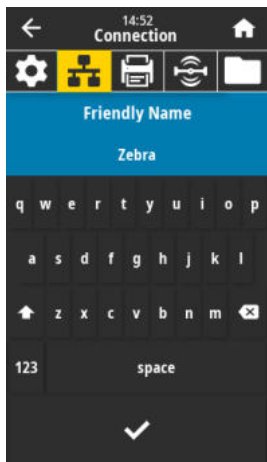 14:52
Connection
Friendly Name
Zebra
q w e r t y u i o p
a s d f g h j k l
z x c v b n m
123 space